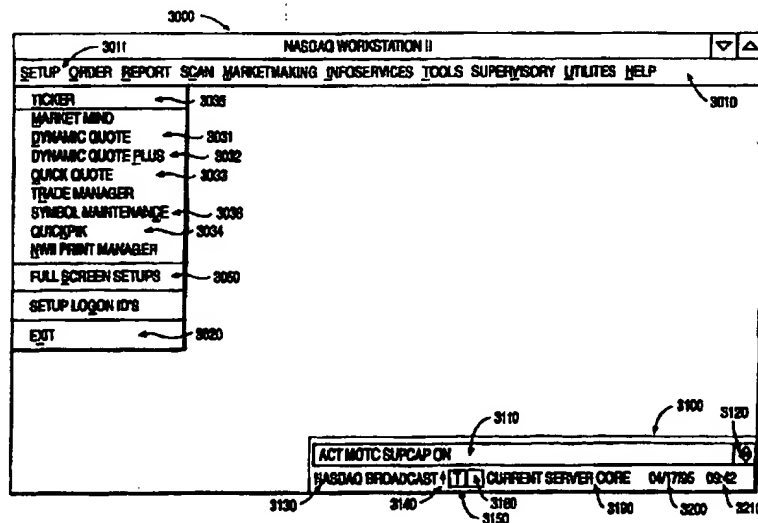 3000
NASDAQ WORKSTATION II
3011
SETUP ORDER REPORT SCAN MARKETMAKING INFOSERVICES TOOLS SUPERVISORY UTILITES HELP
3010
TICKER 3035
MARKET MIND
DYNAMIC QUOTE 3031
DYNAMIC QUOTE PLUS 3032
QUICK QUOTE 3033
TRADE MANAGER
SYMBOL MAINTENANCE 3036
QUICKPIK 3034
NWII PRINT MANAGER
FULL SCREEN SETUPS 3050
SETUP LOGON ID'S
EXIT 3020
3100
3110
3120
ACT MOTC SUPCAP ON
NASDAQ BROADCAST T CURRENT SERVER CORE 04/17/95 09:42
3130 3140 3150 3160 3190 3200 3210